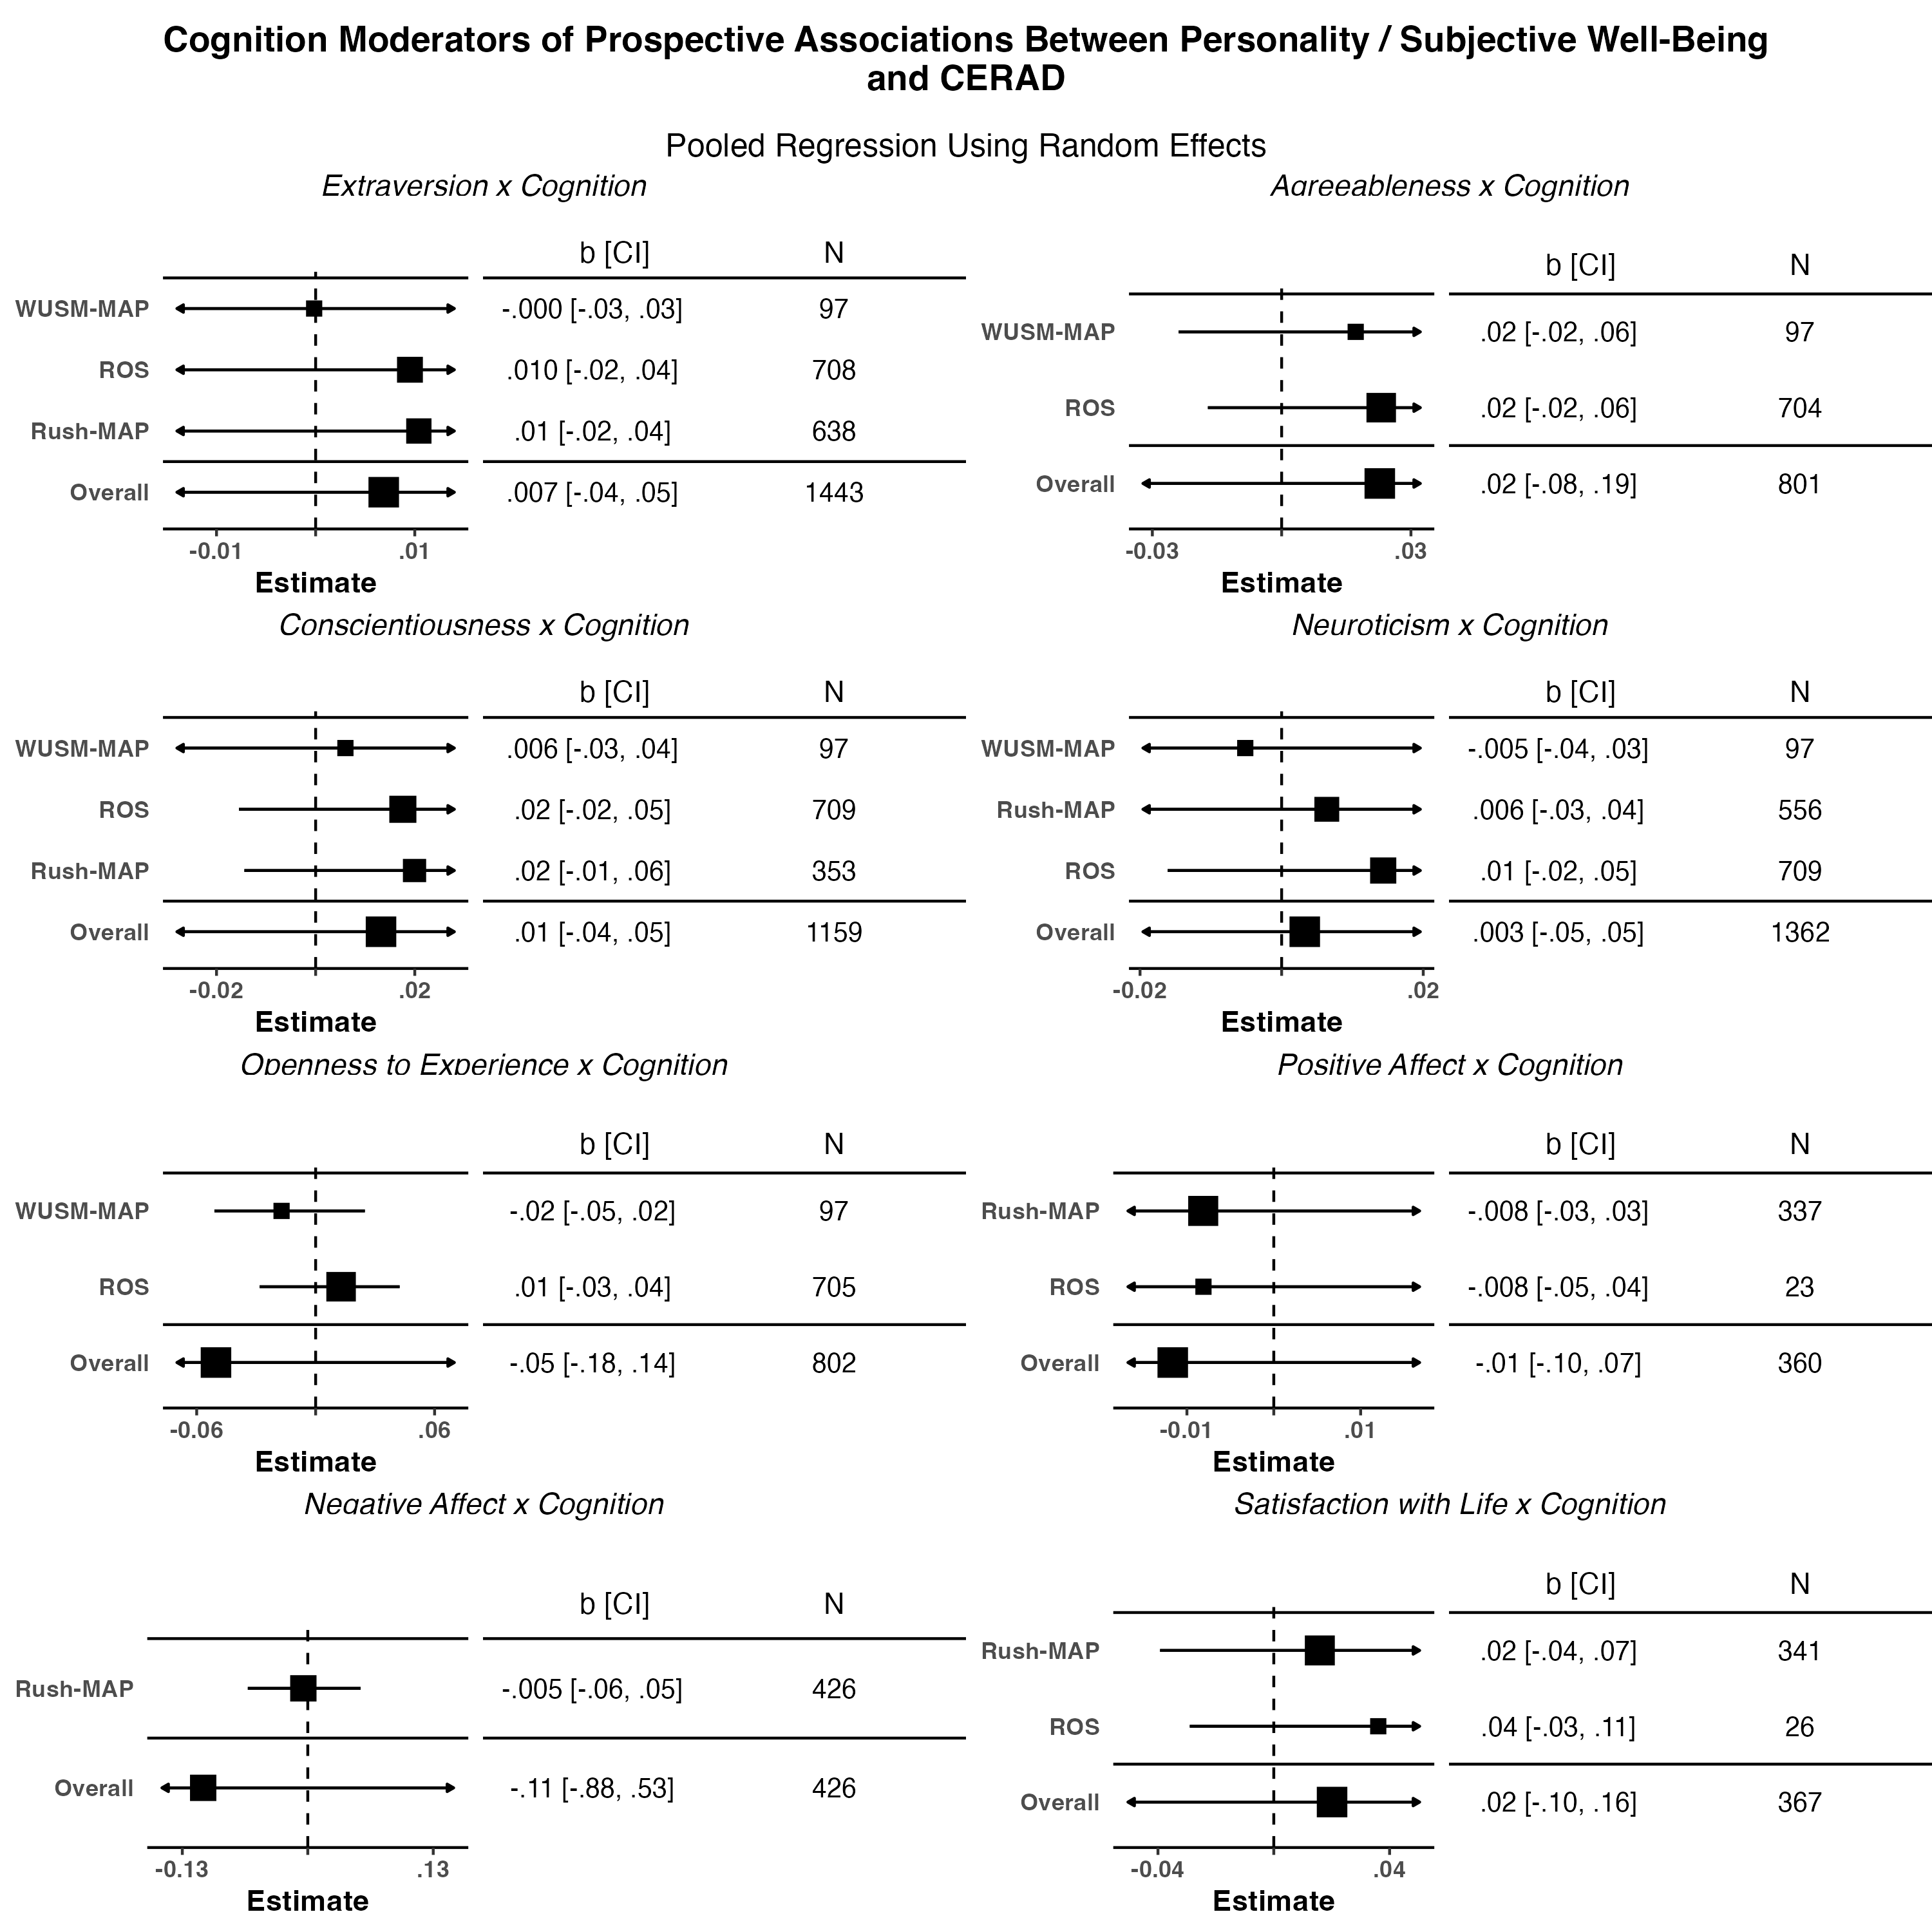 Cognition Moderators of Prospective Associations Between Personality / Subjective Well-Being
and CERAD
Pooled Regression Using Random Effects
Extraversion x Cognition
b [CI] N
WUSM-MAP -.000 [-.03, .03] 97
ROS .010 [-.02, .04] 708
Rush-MAP .01 [-.02, .04] 638
Overall .007 [-.04, .05] 1443
-0.01 .01
Estimate
Agreeableness x Cognition
b [CI] N
WUSM-MAP .02 [-.02, .06] 97
ROS .02 [-.02, .06] 704
Overall .02 [-.08, .19] 801
-0.03 .03
Estimate
Conscientiousness x Cognition
b [CI] N
WUSM-MAP .006 [-.03, .04] 97
ROS .02 [-.02, .05] 709
Rush-MAP .02 [-.01, .06] 353
Overall .01 [-.04, .05] 1159
-0.02 .02
Estimate
Neuroticism x Cognition
b [CI] N
WUSM-MAP -.005 [-.04, .03] 97
Rush-MAP .006 [-.03, .04] 556
ROS .01 [-.02, .05] 709
Overall .003 [-.05, .05] 1362
-0.02 .02
Estimate
Openness to Experience x Cognition
b [CI] N
WUSM-MAP -.02 [-.05, .02] 97
ROS .01 [-.03, .04] 705
Overall -.05 [-.18, .14] 802
-0.06 .06
Estimate
Positive Affect x Cognition
b [CI] N
Rush-MAP -.008 [-.03, .03] 337
ROS -.008 [-.05, .04] 23
Overall -.01 [-.10, .07] 360
-0.01 .01
Estimate
Negative Affect x Cognition
b [CI] N
Rush-MAP -.005 [-.06, .05] 426
Overall -.11 [-.88, .53] 426
-0.13 .13
Estimate
Satisfaction with Life x Cognition
b [CI] N
Rush-MAP .02 [-.04, .07] 341
ROS .04 [-.03, .11] 26
Overall .02 [-.10, .16] 367
-0.04 .04
Estimate